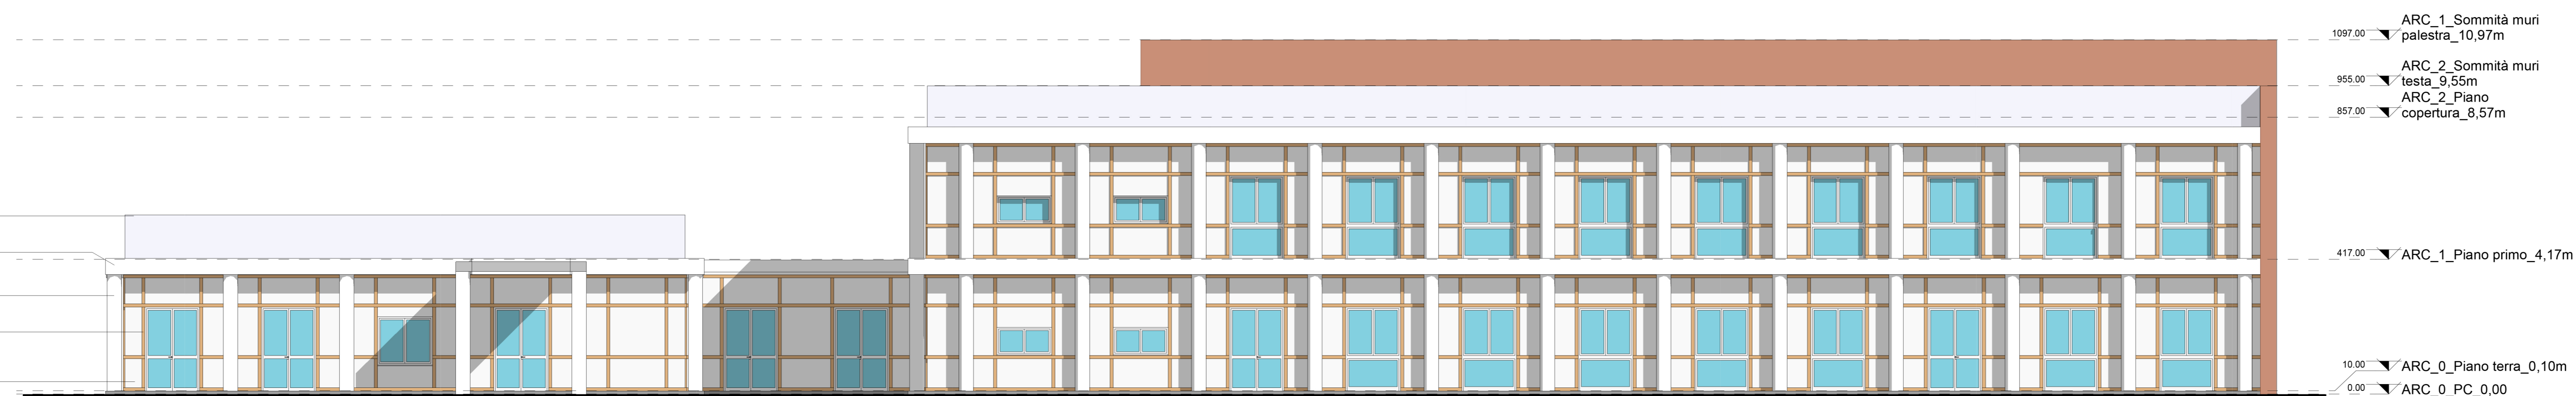 1097.00
ARC_1_Sommità muri
palestra_10,97m
955.00
ARC_2_Sommità muri
testa_9,55m
857.00
ARC_2_Piano
copertura_8,57m
417.00
ARC_1_Piano primo_4,17m
10.00
ARC_0_Piano terra_0,10m
0.00
ARC_0_PC_0,00